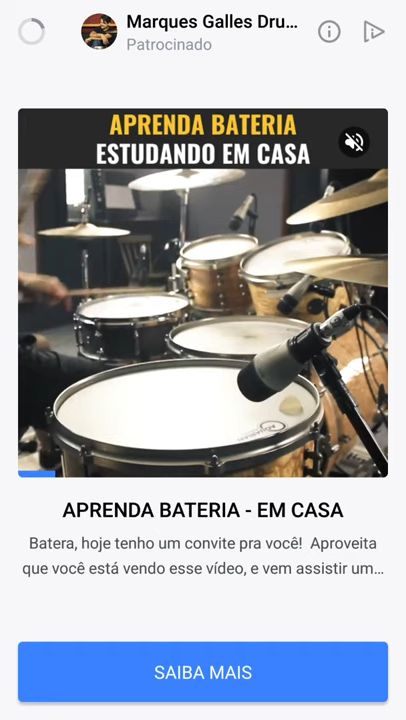 Marques Galles Dru...
Patrocinado
APRENDA BATERIA
ESTUDANDO EM CASA
APRENDA BATERIA - EM CASA
Batera, hoje tenho um convite pra você! Aproveita
que você está vendo esse vídeo, e vem assistir um...
SAIBA MAIS